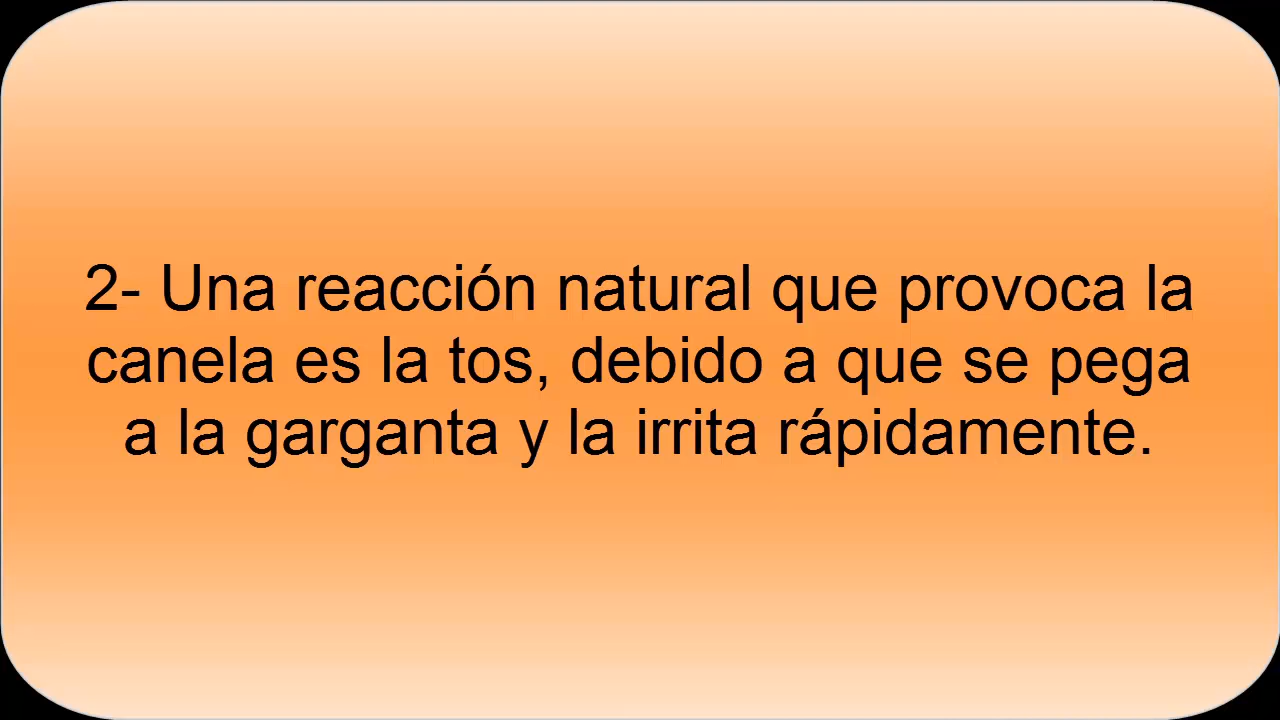 2- Una reacción natural que provoca la
canela es la tos, debido a que se pega
a la garganta y la irrita rápidamente.